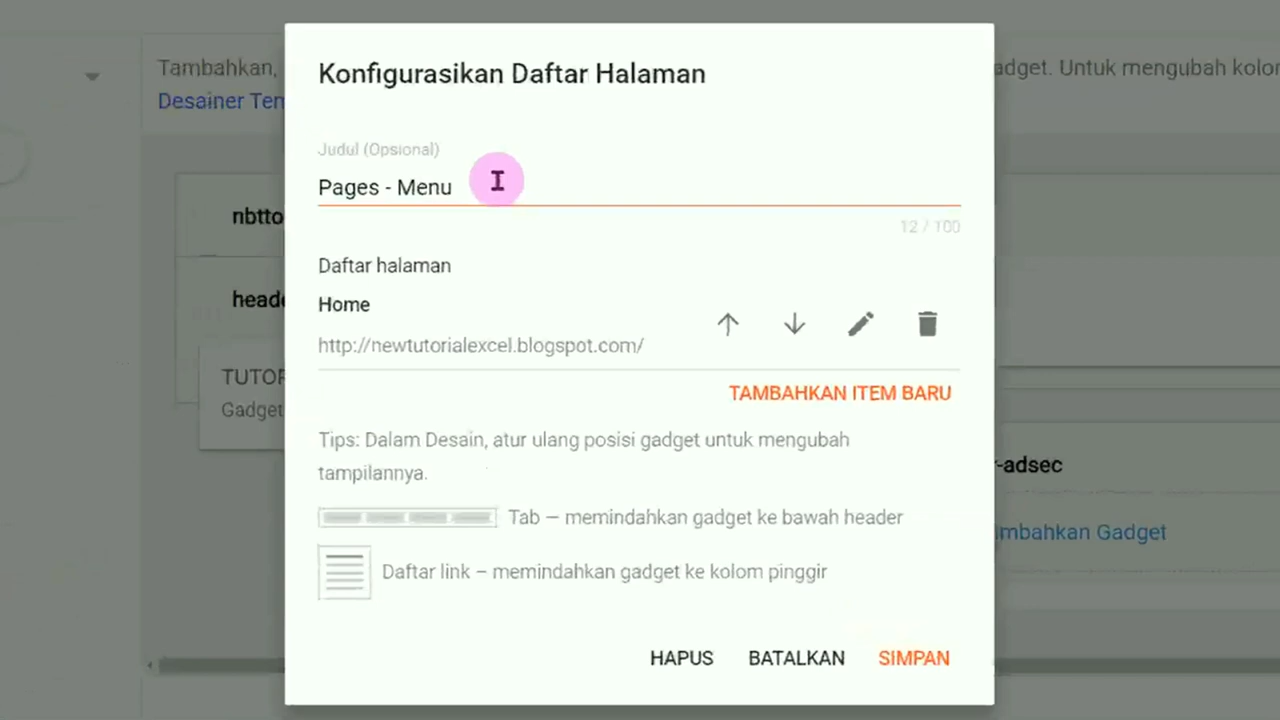 Konfigurasikan Daftar Halaman
Tambahkan,
adget. Untuk mengubah kolor
Desainer Tem
Judul (Opsional)
Pages - Menu
nbtto
12 / 100
Daftar halaman
Home
heade
http://newtutorialexcel.blogspot.com/
TUTOR
Gadget
TAMBAHKAN ITEM BARU
Tips: Dalam Desain, atur ulang posisi gadget untuk mengubah
tampilannya.
r-adsec
Tab — memindahkan gadget ke bawah header
mbahkan Gadget
Daftar link – memindahkan gadget ke kolom pinggir
HAPUS BATALKAN SIMPAN